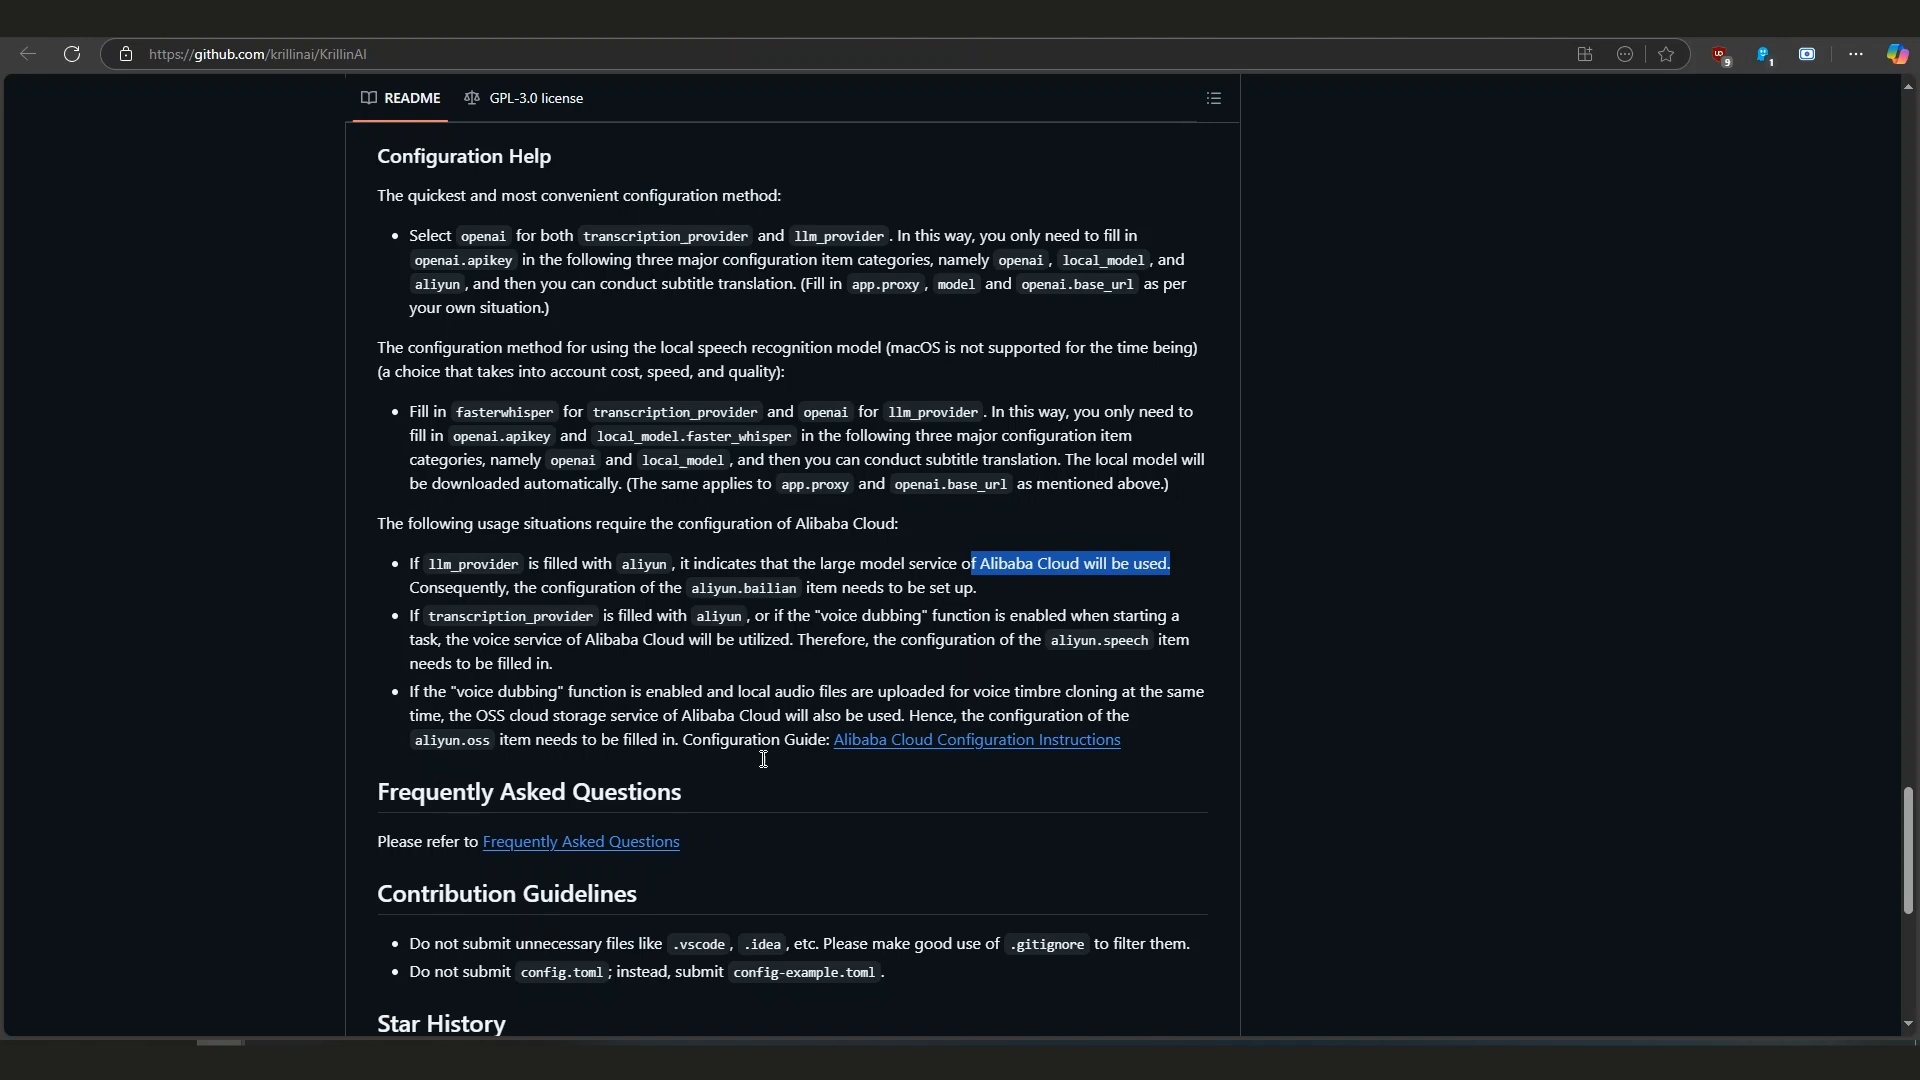 https://github.com/krillinai/KrillinAI
9
1
README
GPL-3.0 license
Configuration Help
The quickest and most convenient configuration method:
• Select openai for both transcription_provider and llm_provider . In this way, you only need to fill in
openai.apikey in the following three major configuration item categories, namely openai , local_model , and
aliyun , and then you can conduct subtitle translation. (Fill in app.proxy , model and openai.base_url as per
your own situation.)
The configuration method for using the local speech recognition model (macOS is not supported for the time being)
(a choice that takes into account cost, speed, and quality):
• Fill in fasterwhisper for transcription_provider and openai for llm_provider . In this way, you only need to
fill in openai.apikey and local_model.faster_whisper in the following three major configuration item
categories, namely openai and local_model , and then you can conduct subtitle translation. The local model will
be downloaded automatically. (The same applies to app.proxy and openai.base_url as mentioned above.)
The following usage situations require the configuration of Alibaba Cloud:
• If llm_provider is filled with aliyun , it indicates that the large model service of Alibaba Cloud will be used.
Consequently, the configuration of the aliyun.bailian item needs to be set up.
• If transcription_provider is filled with aliyun , or if the "voice dubbing" function is enabled when starting a
task, the voice service of Alibaba Cloud will be utilized. Therefore, the configuration of the aliyun.speech item
needs to be filled in.
• If the "voice dubbing" function is enabled and local audio files are uploaded for voice timbre cloning at the same
time, the OSS cloud storage service of Alibaba Cloud will also be used. Hence, the configuration of the
aliyun.oss item needs to be filled in. Configuration Guide: Alibaba Cloud Configuration Instructions
Frequently Asked Questions
Please refer to Frequently Asked Questions
Contribution Guidelines
• Do not submit unnecessary files like .vscode , .idea , etc. Please make good use of .gitignore to filter them.
• Do not submit config.toml ; instead, submit config-example.toml .
Star History